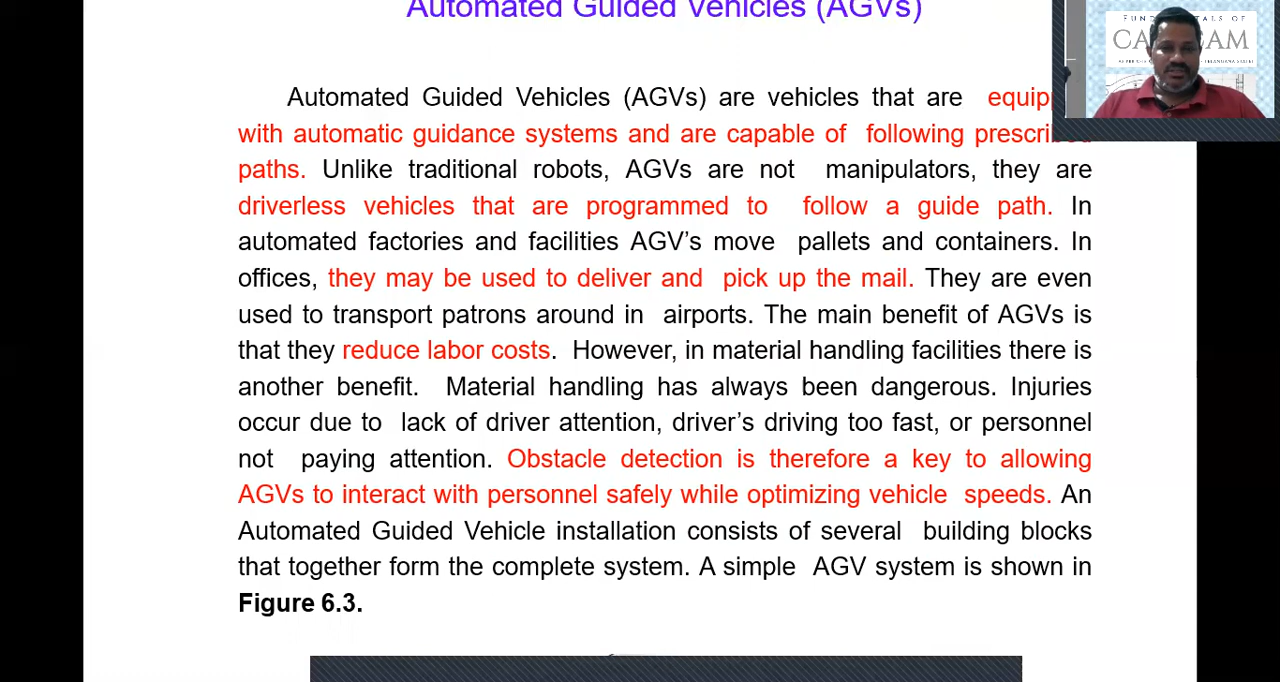 Automated Guided Vehicles (AGVs)
FUNDAMENTALS OF
Automated Guided Vehicles (AGVs) are vehicles that are
with automatic guidance systems and are capable of following
paths. Unlike traditional robots, AGVs are not manipulators, they are
driverless vehicles that are programmed to follow a guide path. In
automated factories and facilities AGV’s move pallets and containers. In
offices, they may be used to deliver and pick up the mail. They are even
used to transport patrons around in airports. The main benefit of AGVs is
that they reduce labor costs. However, in material handling facilities there is
another benefit. Material handling has always been dangerous. Injuries
occur due to lack of driver attention, driver’s driving too fast, or personnel
not paying attention. Obstacle detection is therefore a key to allowing
AGVs to interact with personnel safely while optimizing vehicle speeds. An
Automated Guided Vehicle installation consists of several building blocks
that together form the complete system. A simple AGV system is shown in
Figure 6.3.